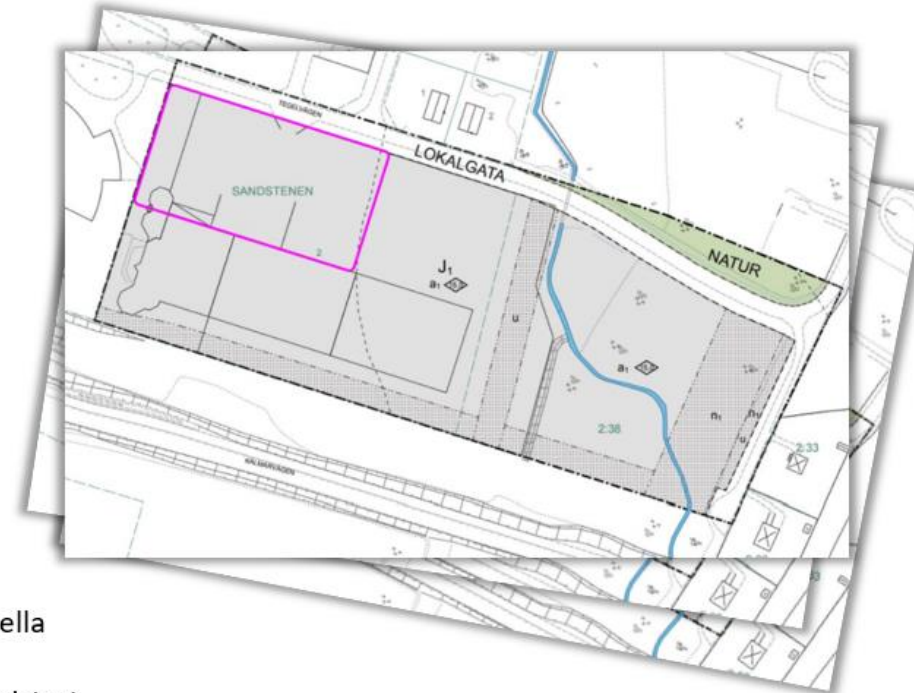 TEGELVÄGEN
LOKALGATA
SANDSTENEN
NATUR
2
J₁
a₁
u
a₁
2:38
n₁
n₁
u
2:33
KALMARVÄGEN
ella